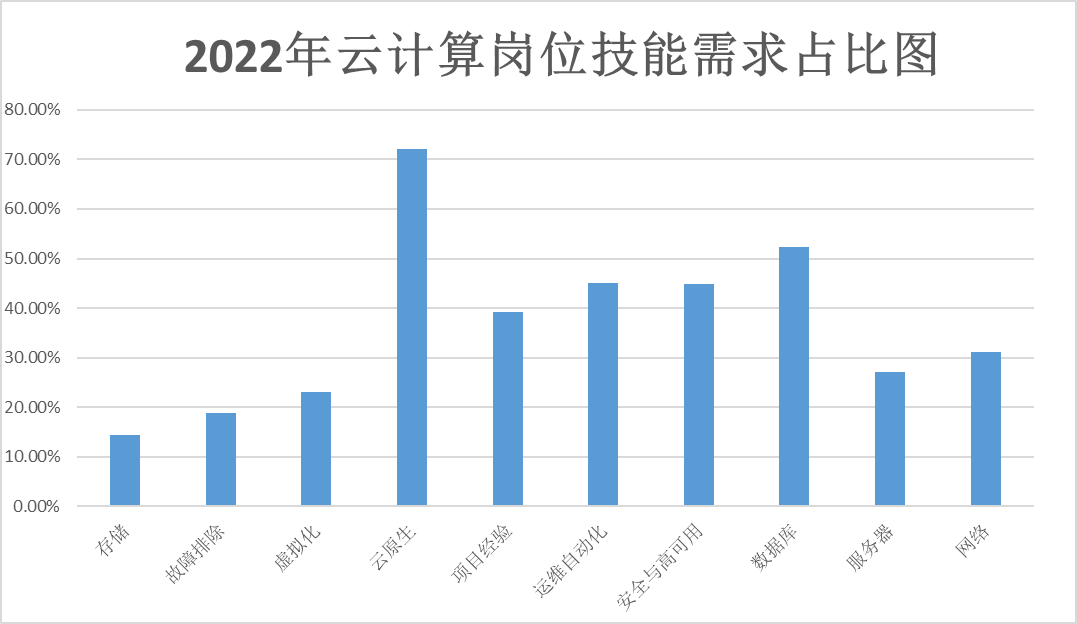 2022年云计算岗位技能需求占比图
80.00%
70.00%
60.00%
50.00%
40.00%
30.00%
20.00%
10.00%
0.00%
存储
故障排除
虚拟化
云原生
项目经验
运维自动化
安全与高可用
数据库
服务器
网络